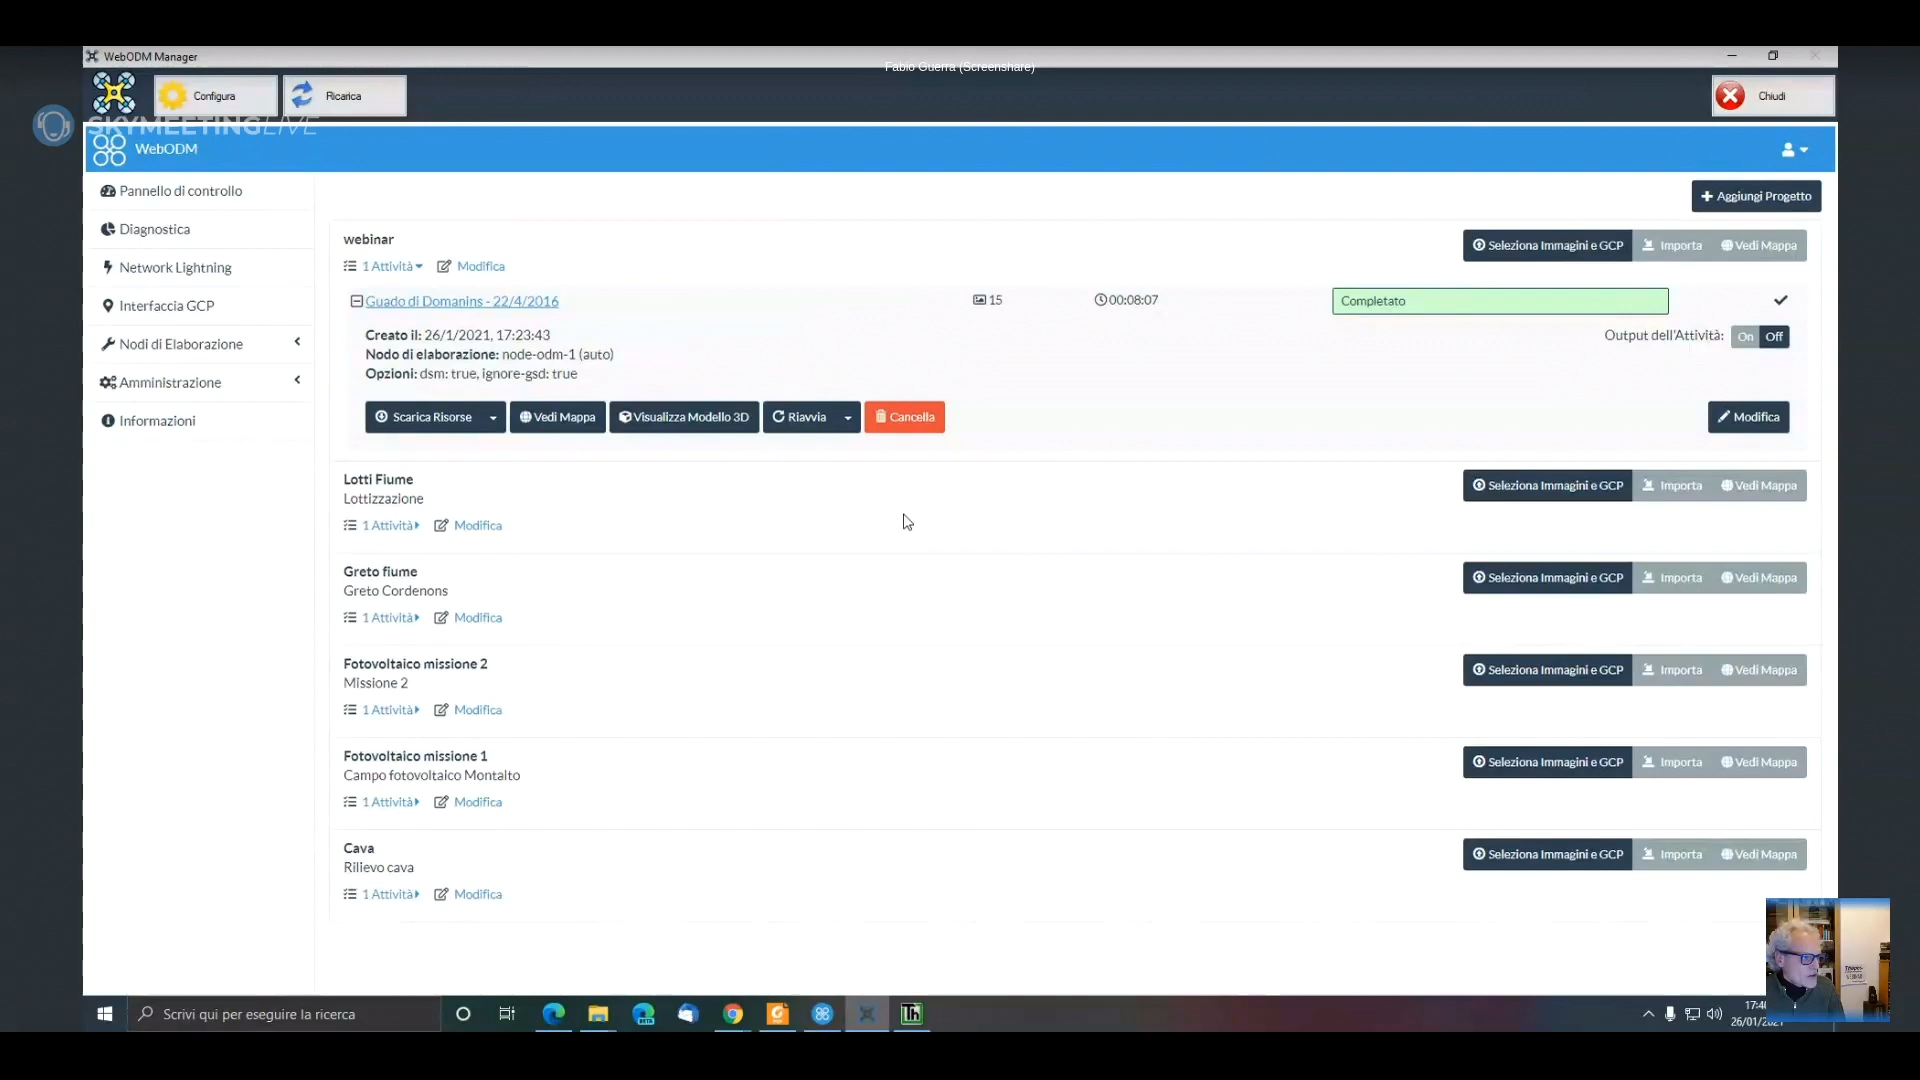 WebODM Manager
Fabio Guerra (Screenshare)
Configura
Ricarica
Chiudi
SKYMEETINGLIVE
WebODM
Pannello di controllo
Diagnostica
Network Lightning
Interfaccia GCP
Nodi di Elaborazione
Amministrazione
Informazioni
Aggiungi Progetto
webinar
Seleziona Immagini e GCP Importa Vedi Mappa
1 Attività Modifica
Guado di Domanins - 22/4/2016 15 00:08:07 Completato
Creato il: 26/1/2021, 17:23:43 Output dell'Attività: On Off
Nodo di elaborazione: node-odm-1 (auto)
Opzioni: dsm: true, ignore-gsd: true
Scarica Risorse Vedi Mappa Visualizza Modello 3D Riavvia Cancella Modifica
Lotti Fiume
Seleziona Immagini e GCP Importa Vedi Mappa
Lottizzazione
1 Attività Modifica
Greto fiume
Seleziona Immagini e GCP Importa Vedi Mappa
Greto Cordenons
1 Attività Modifica
Fotovoltaico missione 2
Seleziona Immagini e GCP Importa Vedi Mappa
Missione 2
1 Attività Modifica
Fotovoltaico missione 1
Seleziona Immagini e GCP Importa Vedi Mappa
Campo fotovoltaico Montalto
1 Attività Modifica
Cava
Seleziona Immagini e GCP Importa Vedi Mappa
Rilievo cava
1 Attività Modifica
Scrivi qui per eseguire la ricerca
BETA
Th
17:4
26/01/2021